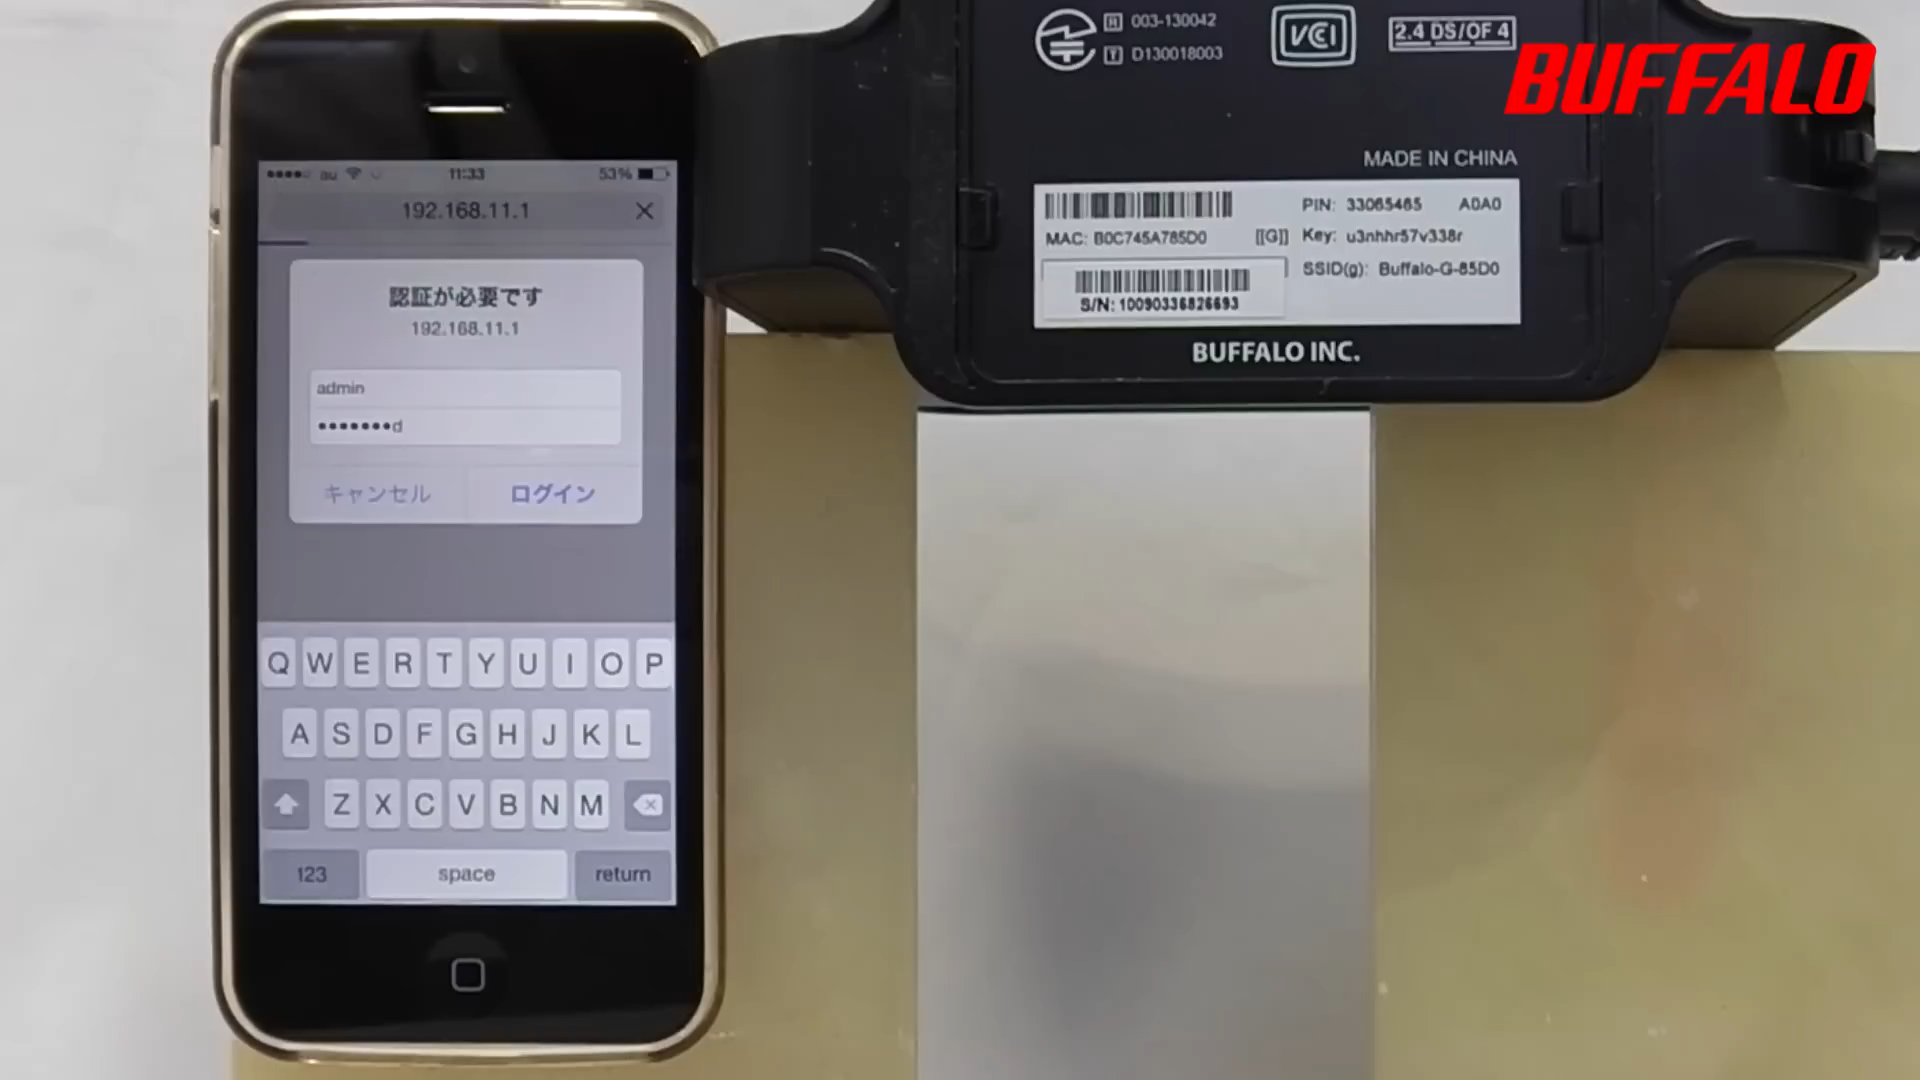 au 11:33 53%
192.168.11.1
認証が必要です
192.168.11.1
admin
•••••••d
キャンセル ログイン
Q W E R T Y U I O P
A S D F G H J K L
Z X C V B N M
123 space return
R 003-130042
T D130018003
VCI
2.4 DS/OF 4
BUFFALO
MADE IN CHINA
PIN: 33065465 A0A0
MAC: B0C745A785D0 [[G]] Key: u3nhhr57v338r
SSID(g): Buffalo-G-85D0
S/N: 10090336826693
BUFFALO INC.